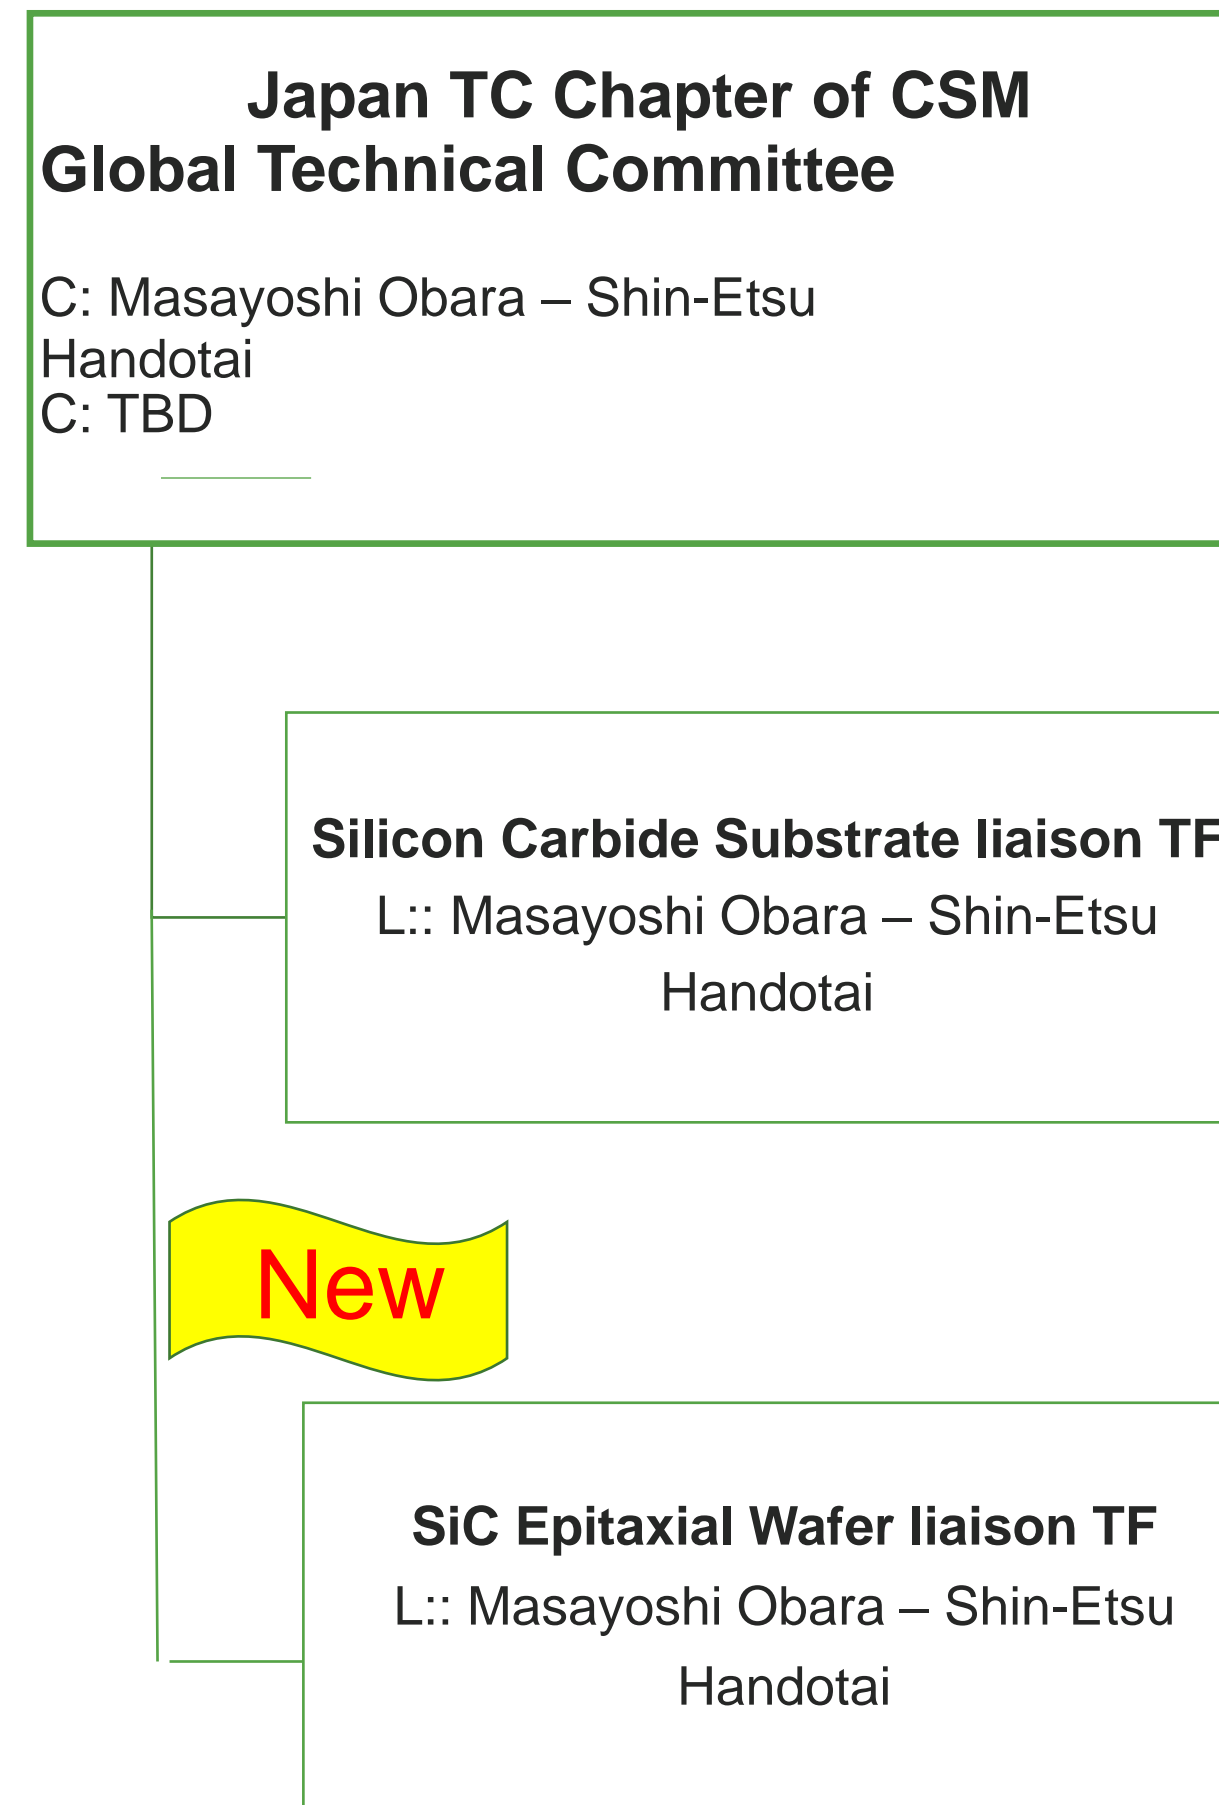 Japan TC Chapter of CSM
Global Technical Committee
C: Masayoshi Obara – Shin-Etsu
Handotai
C: TBD
Silicon Carbide Substrate liaison TF
L:: Masayoshi Obara – Shin-Etsu
Handotai
New
SiC Epitaxial Wafer liaison TF
L:: Masayoshi Obara – Shin-Etsu
Handotai